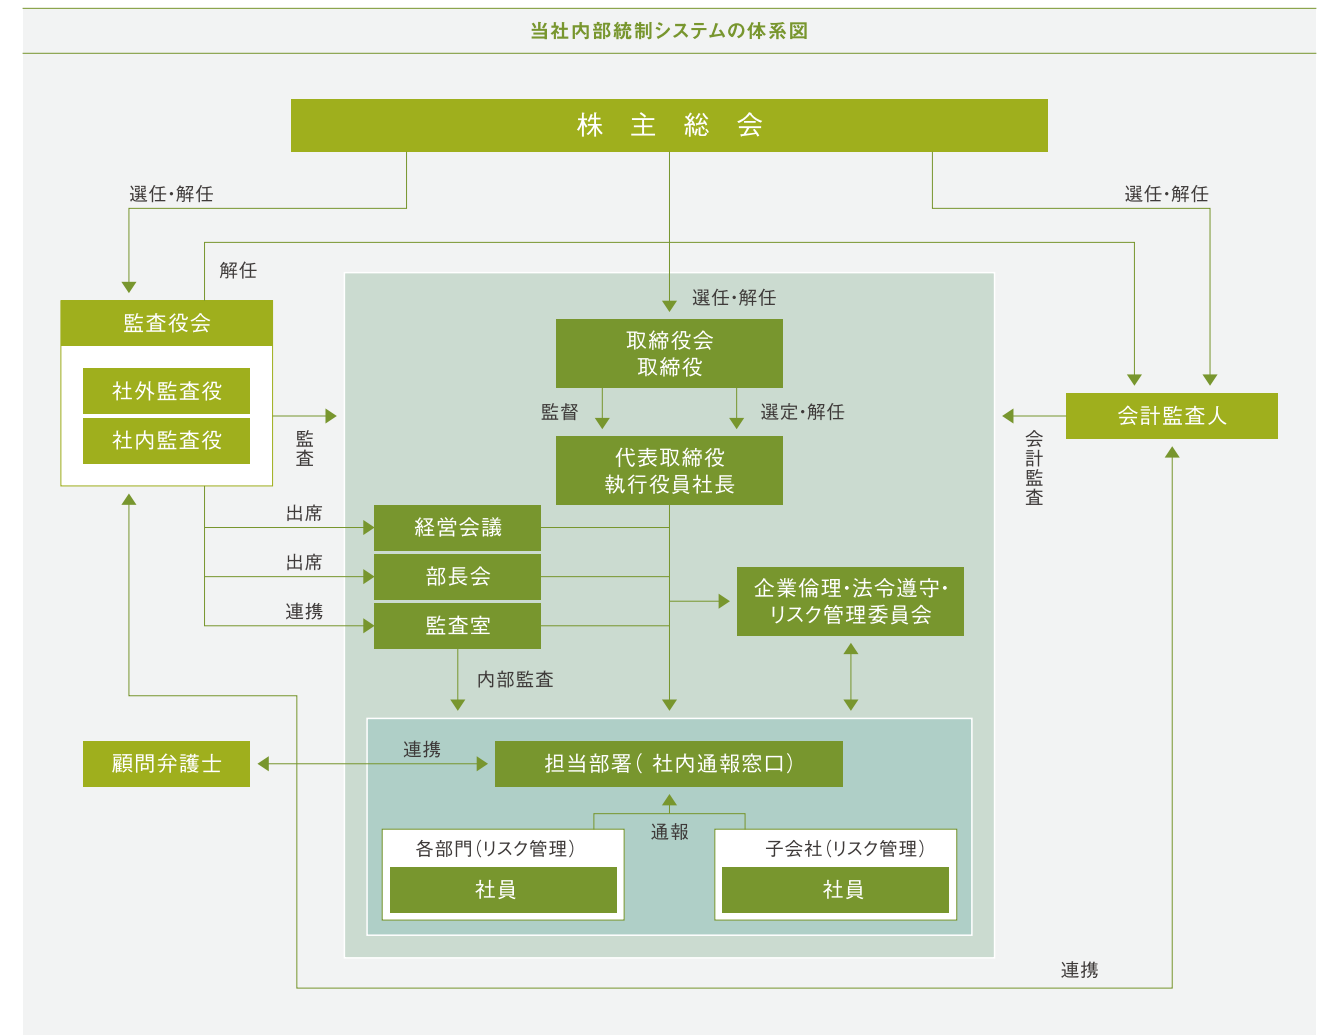 当社内部統制システムの体系図
株主総会
選任・解任
選任・解任
解任
選任・解任
監査役会
社外監査役
社内監査役
取締役会
取締役
監督
選定・解任
会計監査人
監査
会計監査
代表取締役
執行役員社長
出席
経営会議
出席
部長会
連携
監査室
企業倫理・法令遵守・
リスク管理委員会
内部監査
顧問弁護士
連携
担当部署（社内通報窓口）
通報
各部門（リスク管理）
社員
子会社（リスク管理）
社員
連携